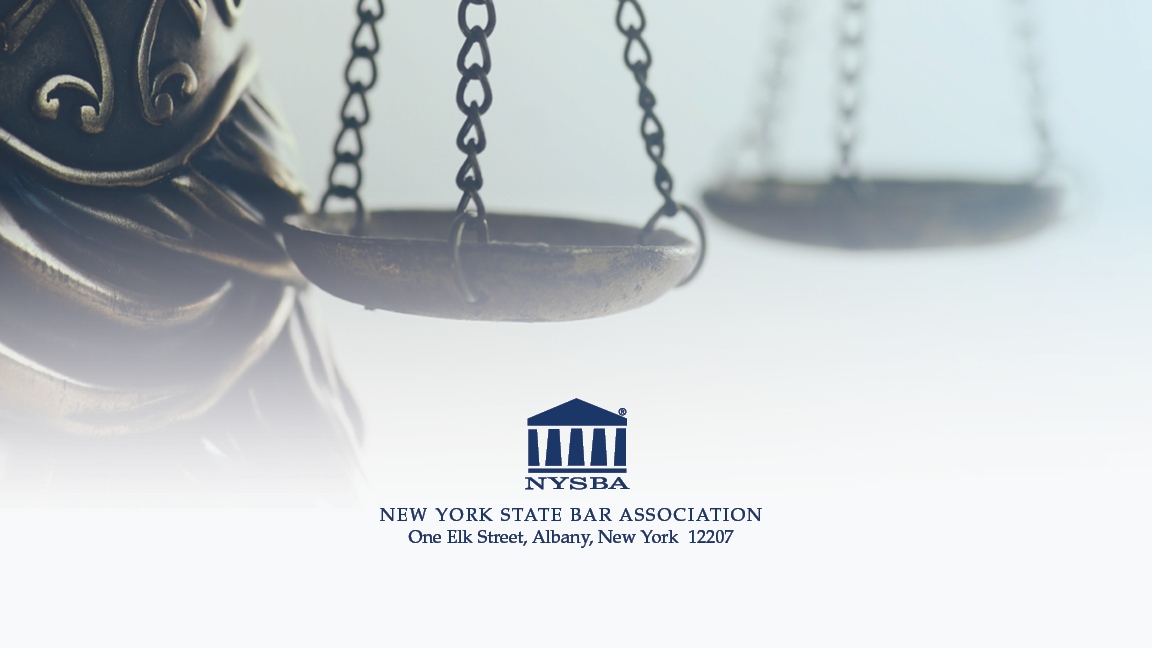 ®
NYSBA
NEW YORK STATE BAR ASSOCIATION
One Elk Street, Albany, New York  12207